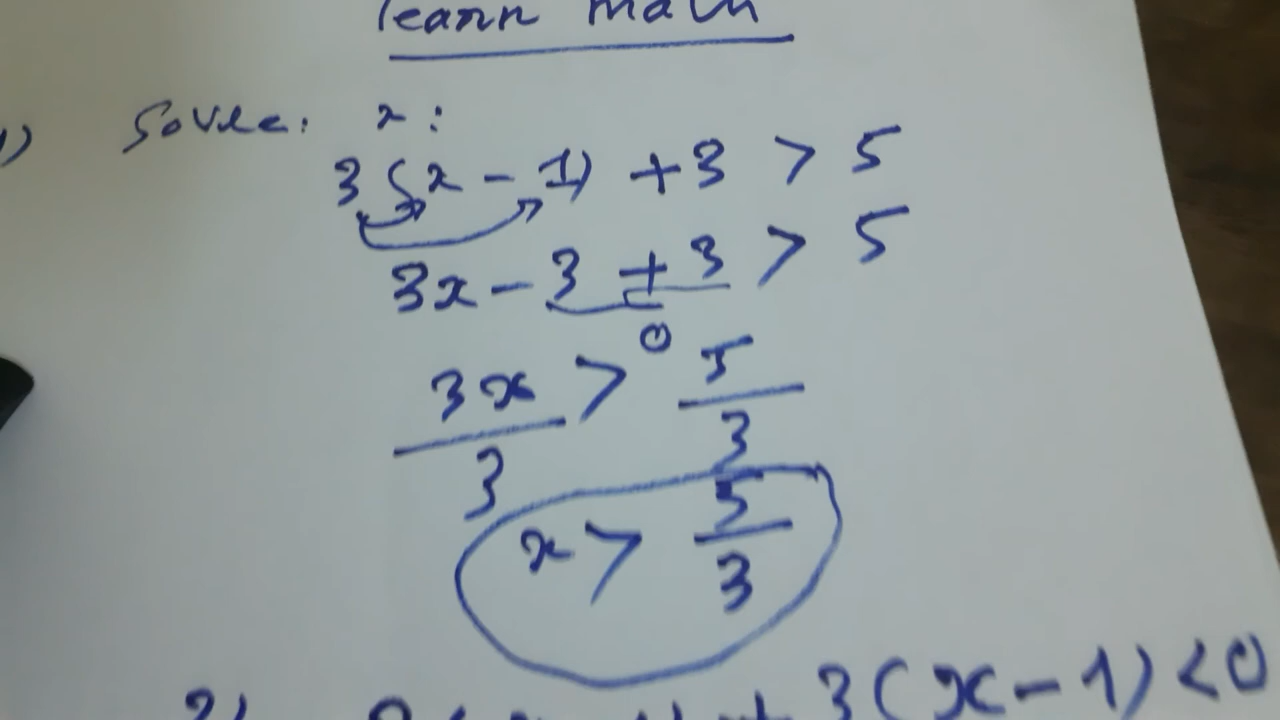 learn math
1) Solve. x:
3(x - 1) + 3 > 5
3x - 3 + 3 > 5
0
3x/3 > 5/3
x > 5/3
2) 3(x - 1) < 0